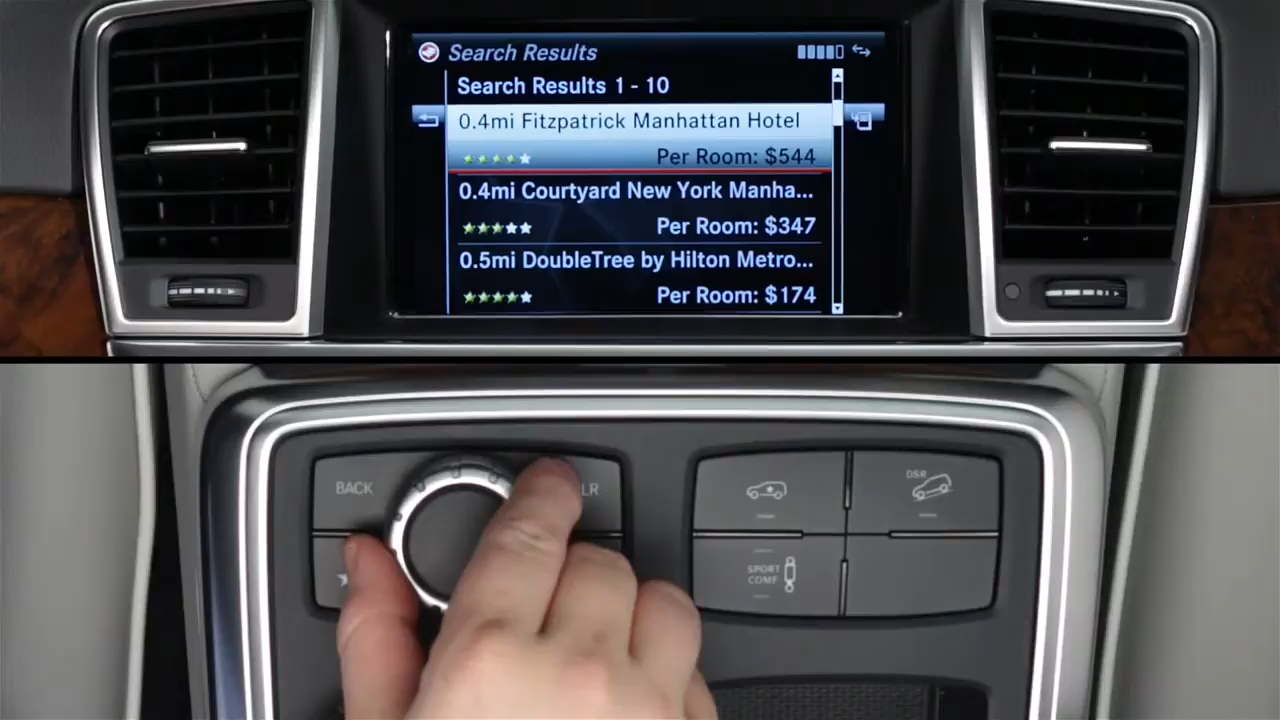 Search Results
Search Results 1 - 10
0.4mi Fitzpatrick Manhattan Hotel
Per Room: $544
0.4mi Courtyard New York Manha...
Per Room: $347
0.5mi DoubleTree by Hilton Metro...
Per Room: $174
BACK
LR
DSR
SPORT
COMF